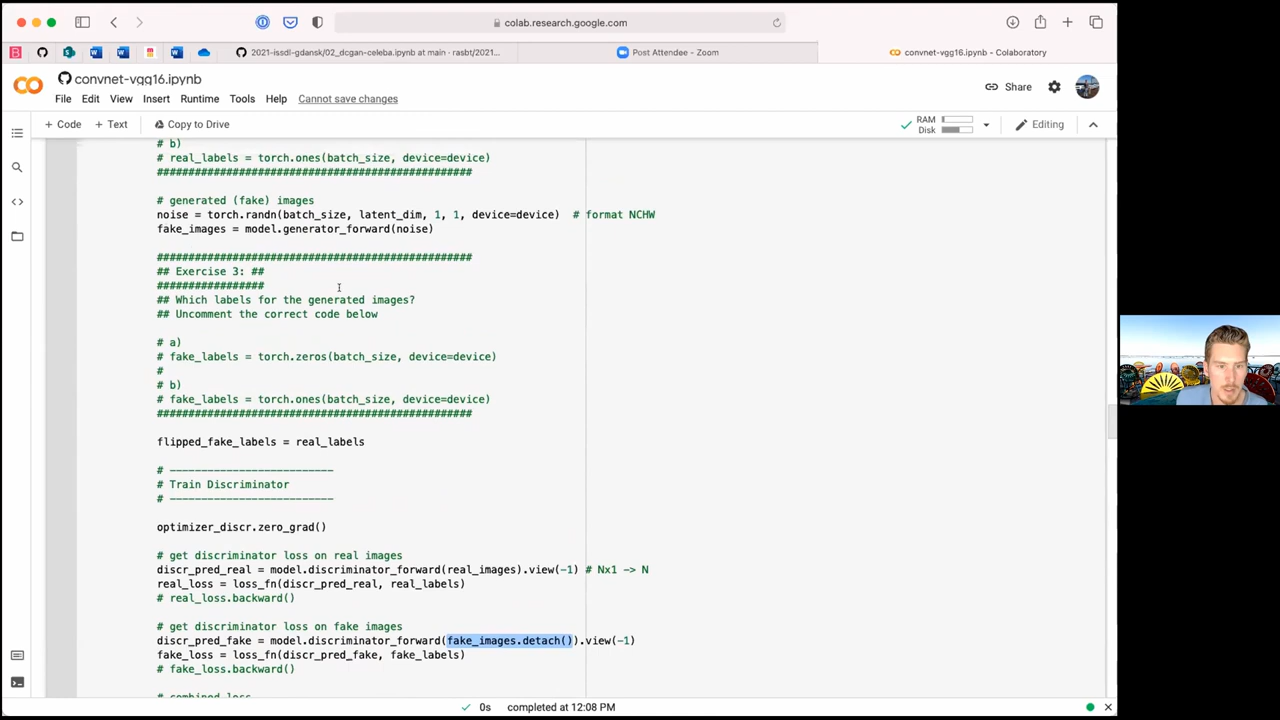 colab.research.google.com
2021-issdl-gdansk/02_dcgan-celeba.ipynb at main · rasbt/2021...
Post Attendee - Zoom
convnet-vgg16.ipynb - Colaboratory
convnet-vgg16.ipynb
Share
File Edit View Insert Runtime Tools Help Cannot save changes
+ Code + Text Copy to Drive
RAM
Disk
Editing
# b)
# real_labels = torch.ones(batch_size, device=device)
##################################################
# generated (fake) images
noise = torch.randn(batch_size, latent_dim, 1, 1, device=device)  # format NCHW
fake_images = model.generator_forward(noise)
##################################################
## Exercise 3: ##
#################
## Which labels for the generated images?
## Uncomment the correct code below
# a)
# fake_labels = torch.zeros(batch_size, device=device)
#
# b)
# fake_labels = torch.ones(batch_size, device=device)
##################################################
flipped_fake_labels = real_labels
# --------------------------
# Train Discriminator
# --------------------------
optimizer_discr.zero_grad()
# get discriminator loss on real images
discr_pred_real = model.discriminator_forward(real_images).view(-1) # Nx1 -> N
real_loss = loss_fn(discr_pred_real, real_labels)
# real_loss.backward()
# get discriminator loss on fake images
discr_pred_fake = model.discriminator_forward(fake_images.detach()).view(-1)
fake_loss = loss_fn(discr_pred_fake, fake_labels)
# fake_loss.backward()
# combined loss
0s completed at 12:08 PM